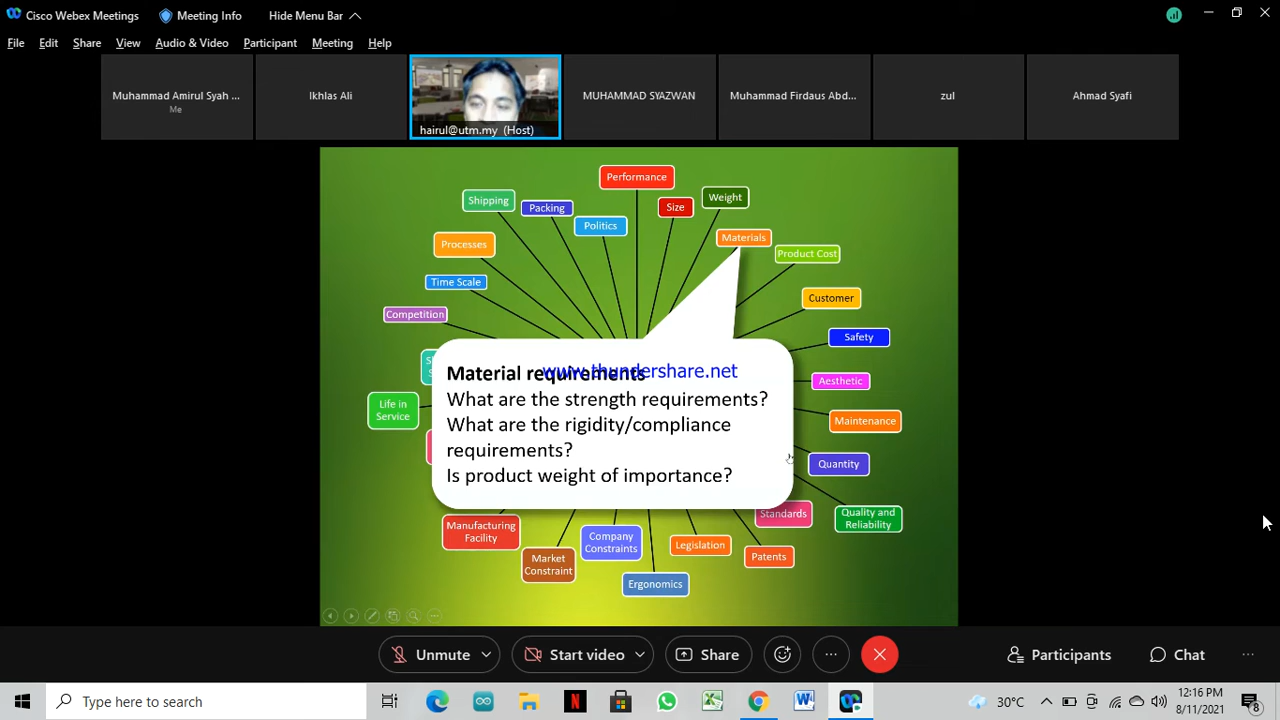 Cisco Webex Meetings
Meeting Info
Hide Menu Bar
File
Edit
Share
View
Audio & Video
Participant
Meeting
Help
Muhammad Amirul Syah ...
Me
Ikhlas Ali
hairul@utm.my (Host)
MUHAMMAD SYAZWAN
Muhammad Firdaus Abd...
zul
Ahmad Syafi
Performance
Shipping
Packing
Politics
Size
Weight
Processes
Materials
Product Cost
Time Scale
Customer
Competition
Safety
Aesthetic
Life in
Service
Maintenance
Quantity
Material requirements
www.thundershare.net
What are the strength requirements?
What are the rigidity/compliance
requirements?
Is product weight of importance?
Standards
Quality and
Reliability
Manufacturing
Facility
Market
Constraint
Company
Constraints
Legislation
Patents
Ergonomics
Unmute
Start video
Share
Participants
Chat
Type here to search
30°C
12:16 PM
8/11/2021
8